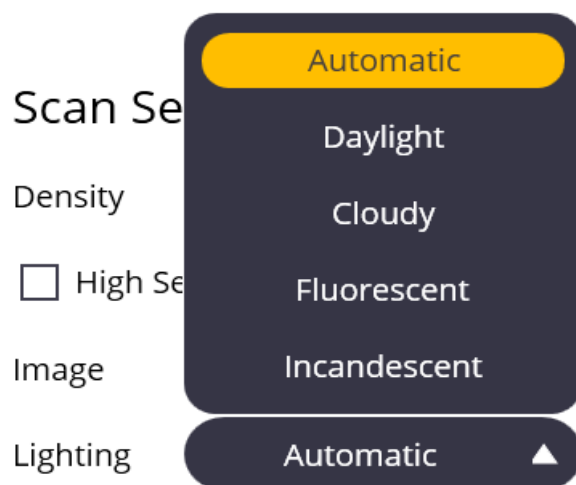 Automatic
Scan Se
Daylight
Density
Cloudy
High Se
Fluorescent
Image
Incandescent
Lighting Automatic